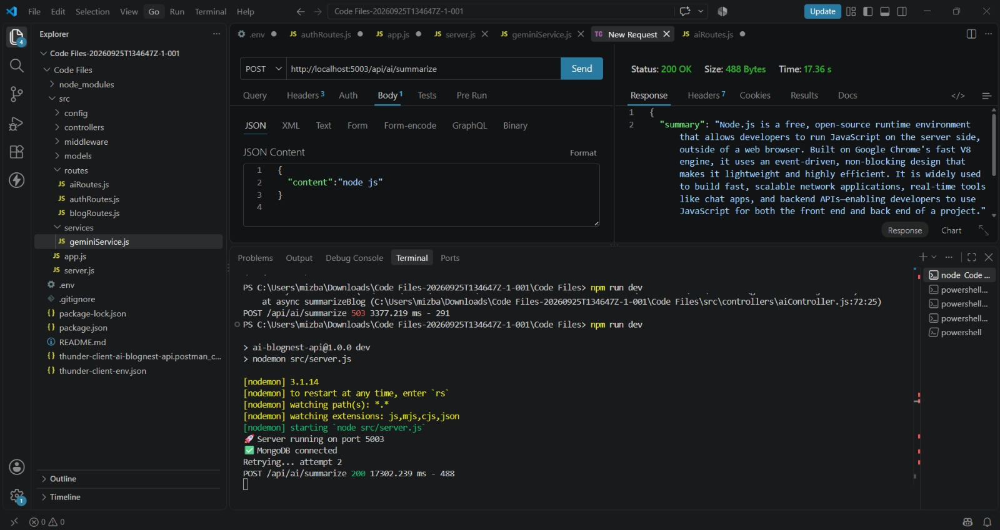 File Edit Selection View Go Run Terminal Help
Code Files-20260925T134647Z-1-001
Update
4
1
Explorer
Code Files-20260925T134647Z-1-001
Code Files
node_modules
src
config
controllers
middleware
models
routes
JS aiRoutes.js
JS authRoutes.js
JS blogRoutes.js
services
JS geminiService.js
JS app.js
JS server.js
.env
.gitignore
{} package-lock.json
{} package.json
README.md
{} thunder-client-ai-blognest-api.postman_c...
{} thunder-client-env.json
Outline
Timeline
0 0
.env JS authRoutes.js JS app.js JS server.js JS geminiService.js TC New Request JS aiRoutes.js
POST http://localhost:5003/api/ai/summarize Send
Query Headers 3 Auth Body 1 Tests Pre Run
JSON XML Text Form Form-encode GraphQL Binary
JSON Content Format
1 {
2 "content":"node js"
3 }
4
Status: 200 OK Size: 488 Bytes Time: 17.36 s
Response Headers 7 Cookies Results Docs </>
1 {
2 "summary": "Node.js is a free, open-source runtime environment
that allows developers to run JavaScript on the server side,
outside of a web browser. Built on Google Chrome's fast V8
engine, it uses an event-driven, non-blocking design that
makes it lightweight and highly efficient. It is widely used
to build fast, scalable network applications, real-time tools
like chat apps, and backend APIs—enabling developers to use
JavaScript for both the front end and back end of a project."
Response Chart
Problems Output Debug Console Terminal Ports
PS C:\Users\mizba\Downloads\Code Files-20260925T134647Z-1-001\Code Files> npm run dev
at async summarizeBlog (C:\Users\mizba\Downloads\Code Files-20260925T134647Z-1-001\Code Files\src\controllers\aiController.js:72:25)
POST /api/ai/summarize 503 3377.219 ms - 291
PS C:\Users\mizba\Downloads\Code Files-20260925T134647Z-1-001\Code Files> npm run dev
> ai-blognest-api@1.0.0 dev
> nodemon src/server.js
[nodemon] 3.1.14
[nodemon] to restart at any time, enter `rs`
[nodemon] watching path(s): *.*
[nodemon] watching extensions: js,mjs,cjs,json
[nodemon] starting `node src/server.js`
🚀 Server running on port 5003
✅ MongoDB connected
Retrying... attempt 2
POST /api/ai/summarize 200 17302.239 ms - 488
node Code ...
powershell...
powershell...
powershell...
powershell